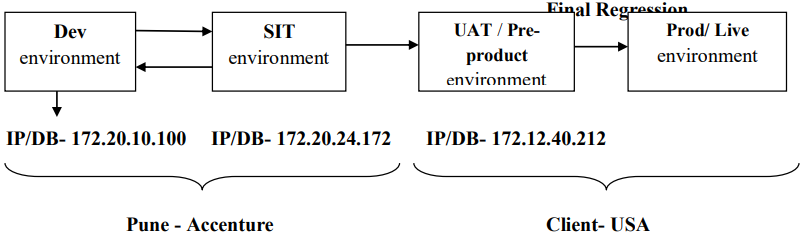 Final Regression
Dev
environment
SIT
environment
UAT / Pre-
product
environment
Prod/ Live
environment
IP/DB- 172.20.10.100
IP/DB- 172.20.24.172
IP/DB- 172.12.40.212
Pune - Accenture
Client- USA